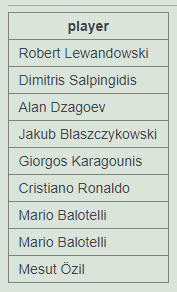 player
Robert Lewandowski
Dimitris Salpingidis
Alan Dzagoev
Jakub Blaszczykowski
Giorgos Karagounis
Cristiano Ronaldo
Mario Balotelli
Mario Balotelli
Mesut Özil